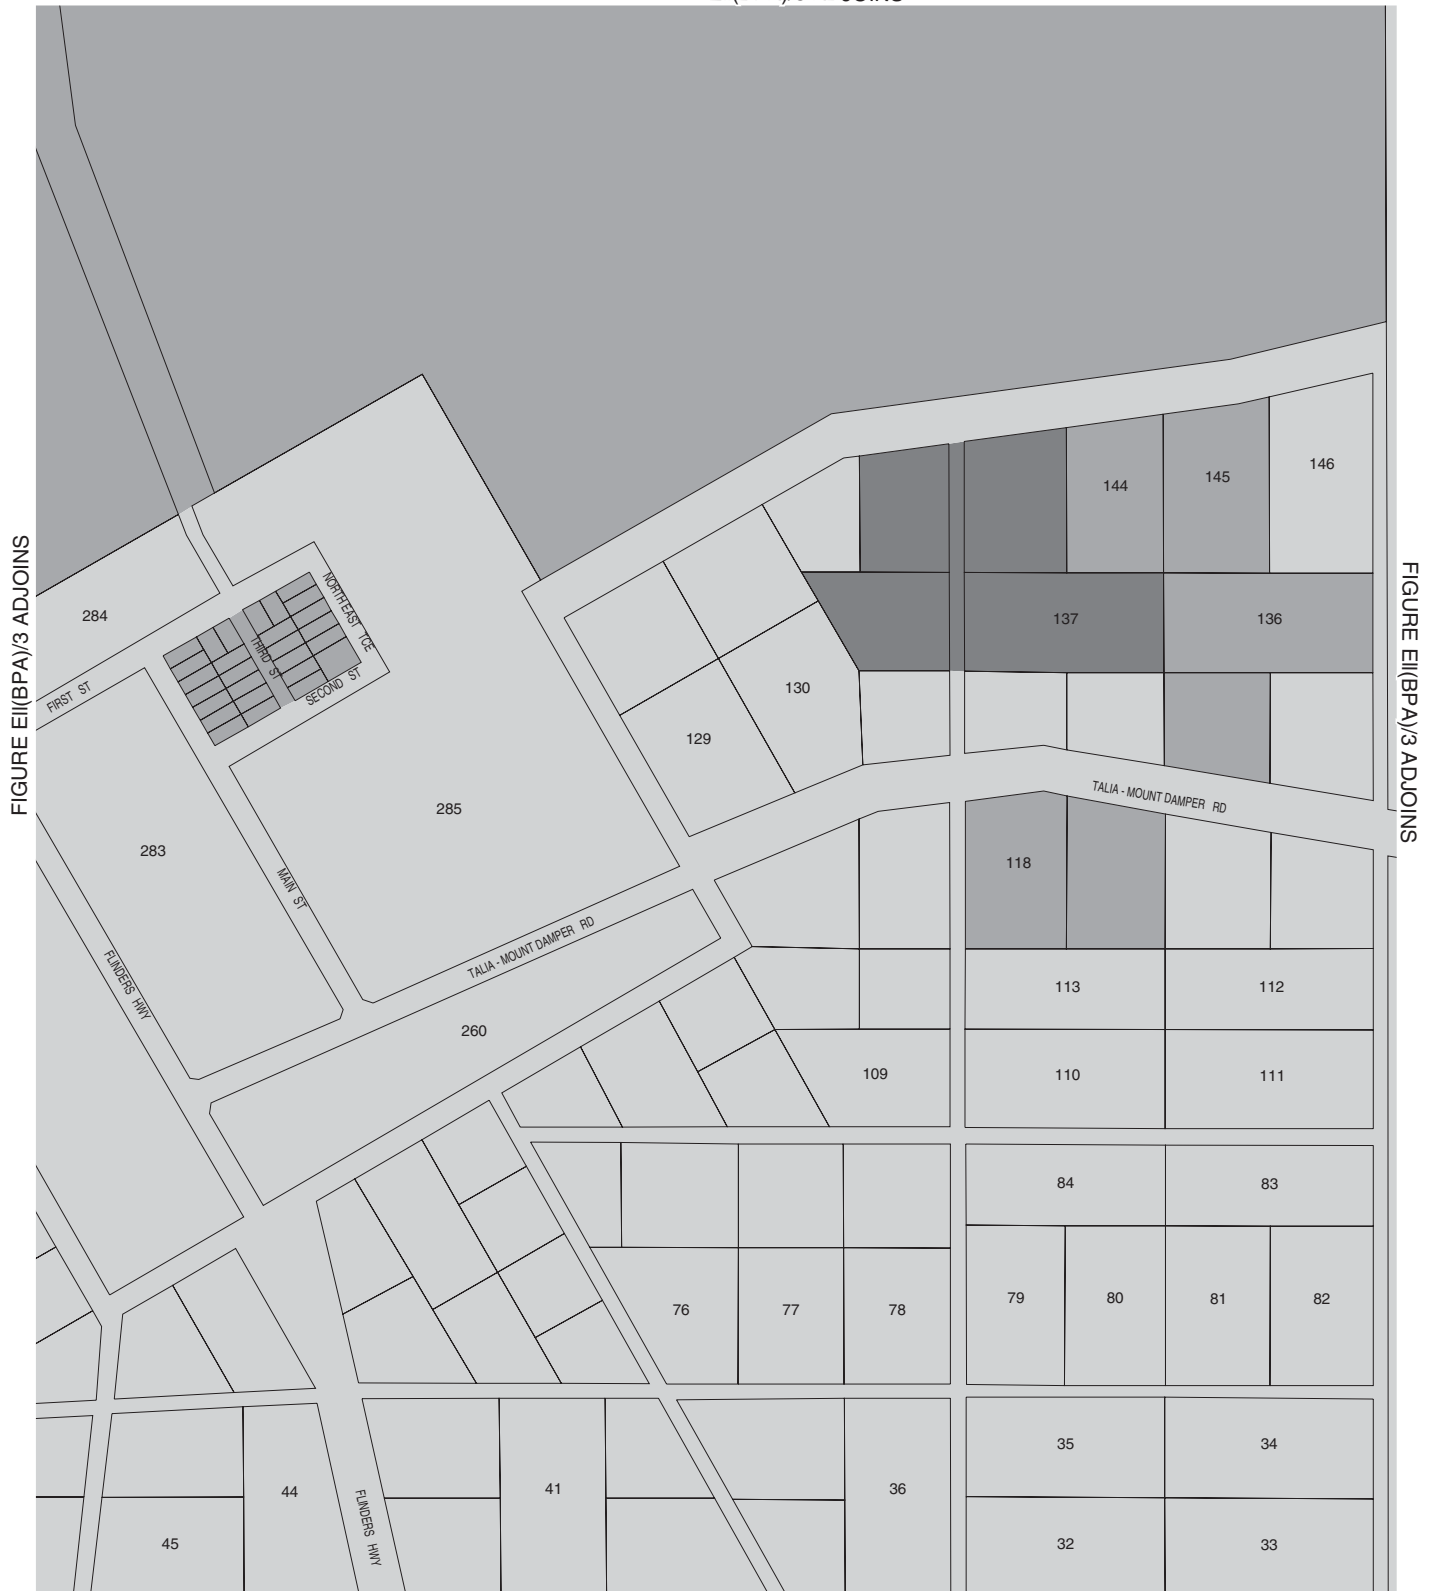 JOINS
146
145
144
137
136
284
NORTH EAST TCE
THIRD ST
SECOND ST
FIRST ST
130
129
285
283
TALIA - MOUNT DAMPER RD
118
MAIN ST
TALIA - MOUNT DAMPER RD
FLINDERS HWY
260
113
112
109
110
111
84
83
76
77
78
79
80
81
82
35
34
44
41
36
FLINDERS HWY
45
32
33
FIGURE EII(BPA)/3 ADJOINS
FIGURE EII(BPA)/3 ADJOINS